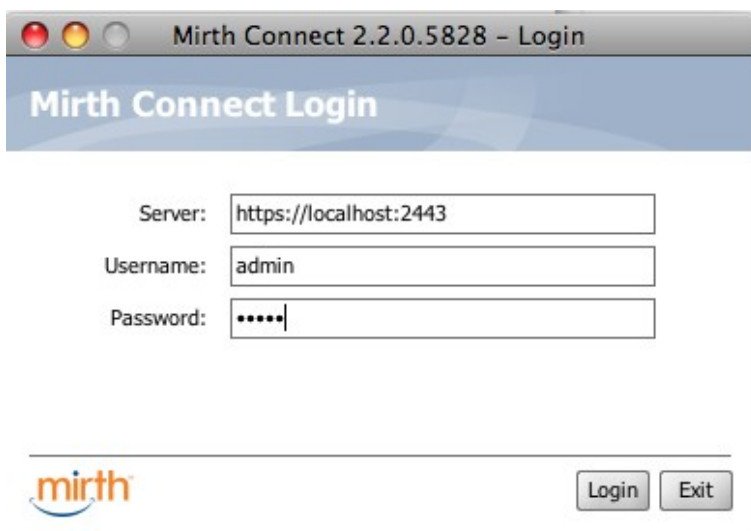 Mirth Connect 2.2.0.5828 – Login
Mirth Connect Login
Server: https://localhost:2443
Username: admin
Password: •••••
mirth
Login Exit